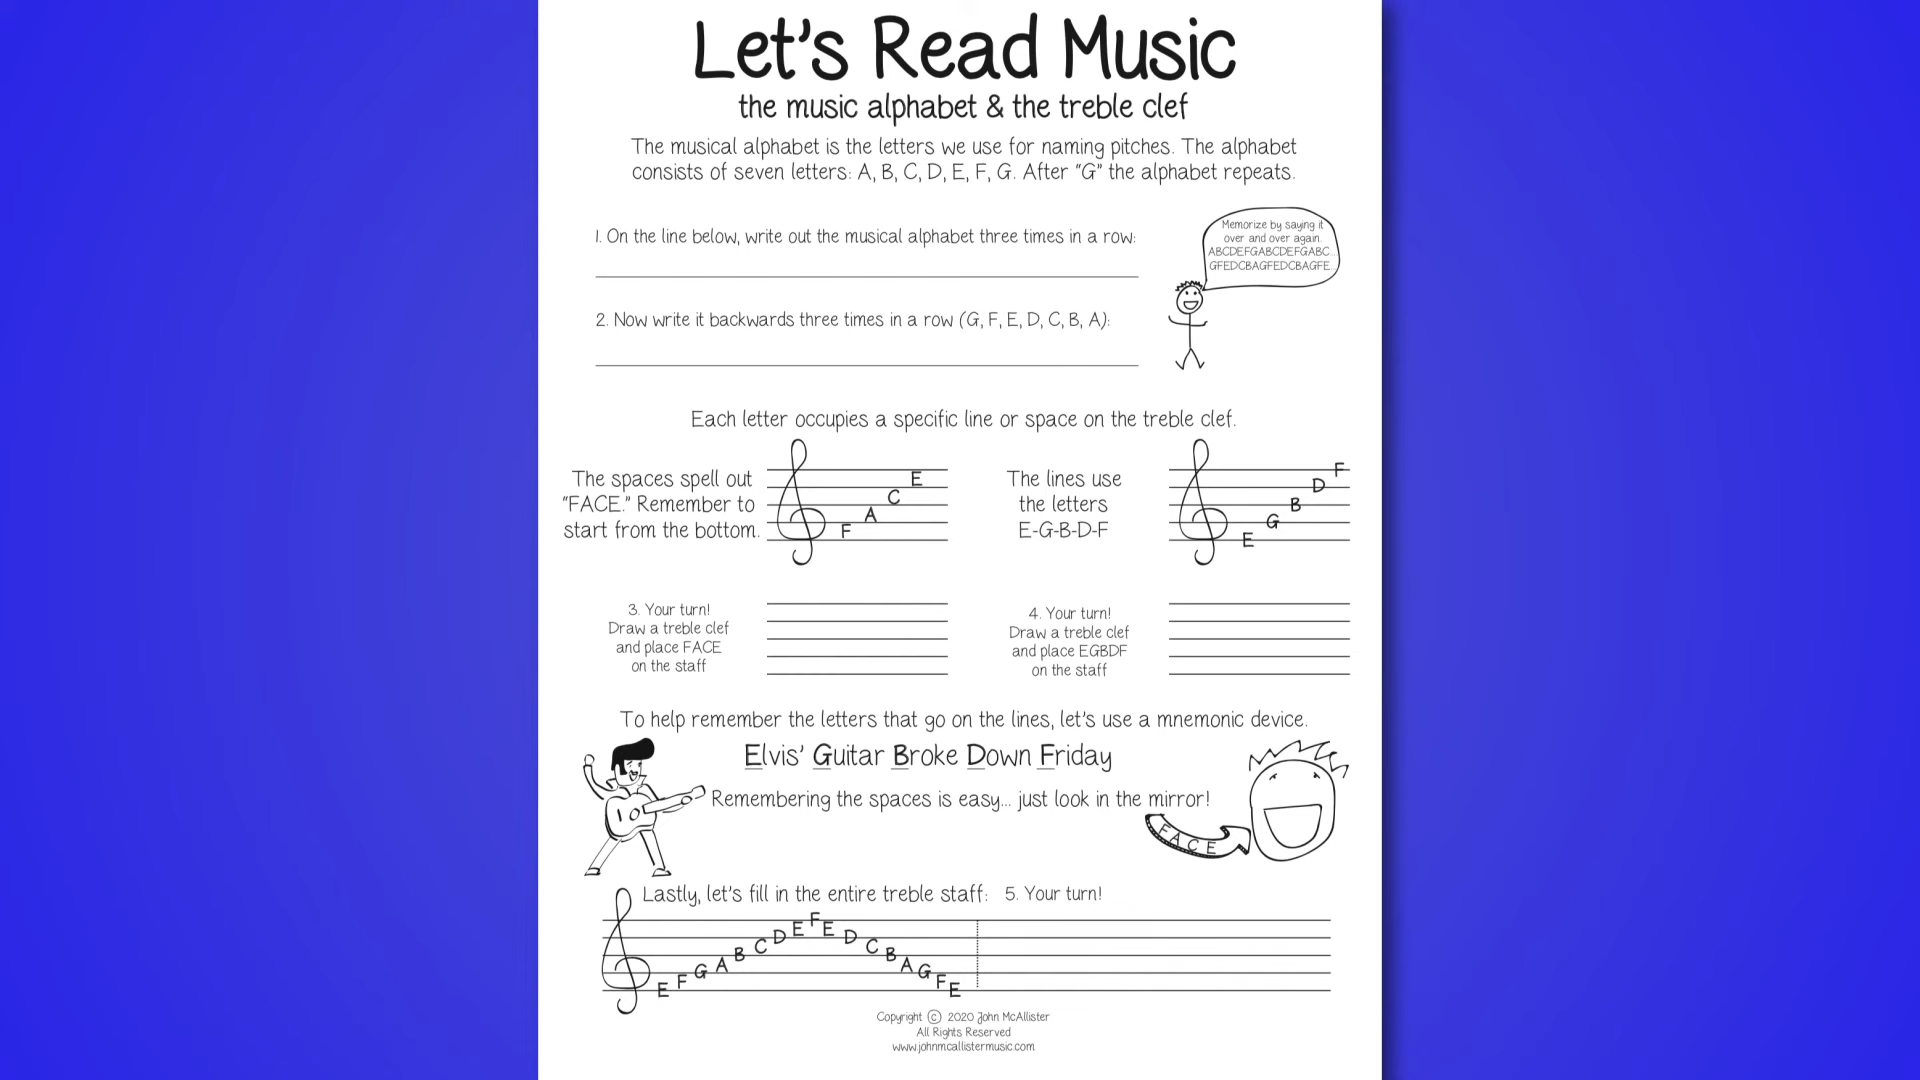 Let's Read Music
the music alphabet & the treble clef
The musical alphabet is the letters we use for naming pitches. The alphabet
consists of seven letters: A, B, C, D, E, F, G. After "G" the alphabet repeats.
1. On the line below, write out the musical alphabet three times in a row:
Memorize by saying it
over and over again.
ABCDEFGABCDEFGABC...
GFEDCBAGFEDCBAGFE...
2. Now write it backwards three times in a row (G, F, E, D, C, B, A):
Each letter occupies a specific line or space on the treble clef.
The spaces spell out
"FACE." Remember to
start from the bottom.
F A C E
The lines use
the letters
E-G-B-D-F
E G B D F
3. Your turn!
Draw a treble clef
and place FACE
on the staff
4. Your turn!
Draw a treble clef
and place EGBDF
on the staff
To help remember the letters that go on the lines, let's use a mnemonic device.
Elvis' Guitar Broke Down Friday
Remembering the spaces is easy... just look in the mirror!
FACE
Lastly, let's fill in the entire treble staff: 5. Your turn!
E F G A B C D E F E D C B A G F E
Copyright © 2020 John McAllister
All Rights Reserved
www.johnmcallistermusic.com